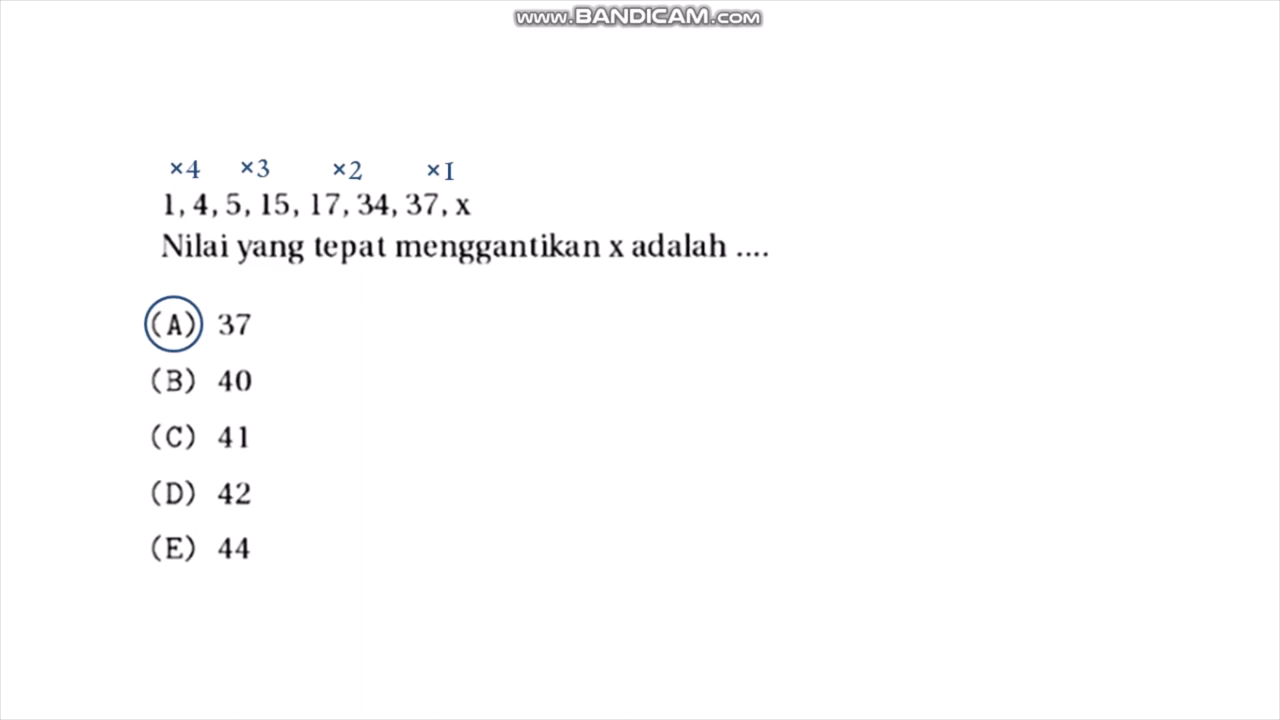 www.BANDICAM.com
×4 ×3 ×2 ×1
1, 4, 5, 15, 17, 34, 37, x
Nilai yang tepat menggantikan x adalah ....
(A) 37
(B) 40
(C) 41
(D) 42
(E) 44